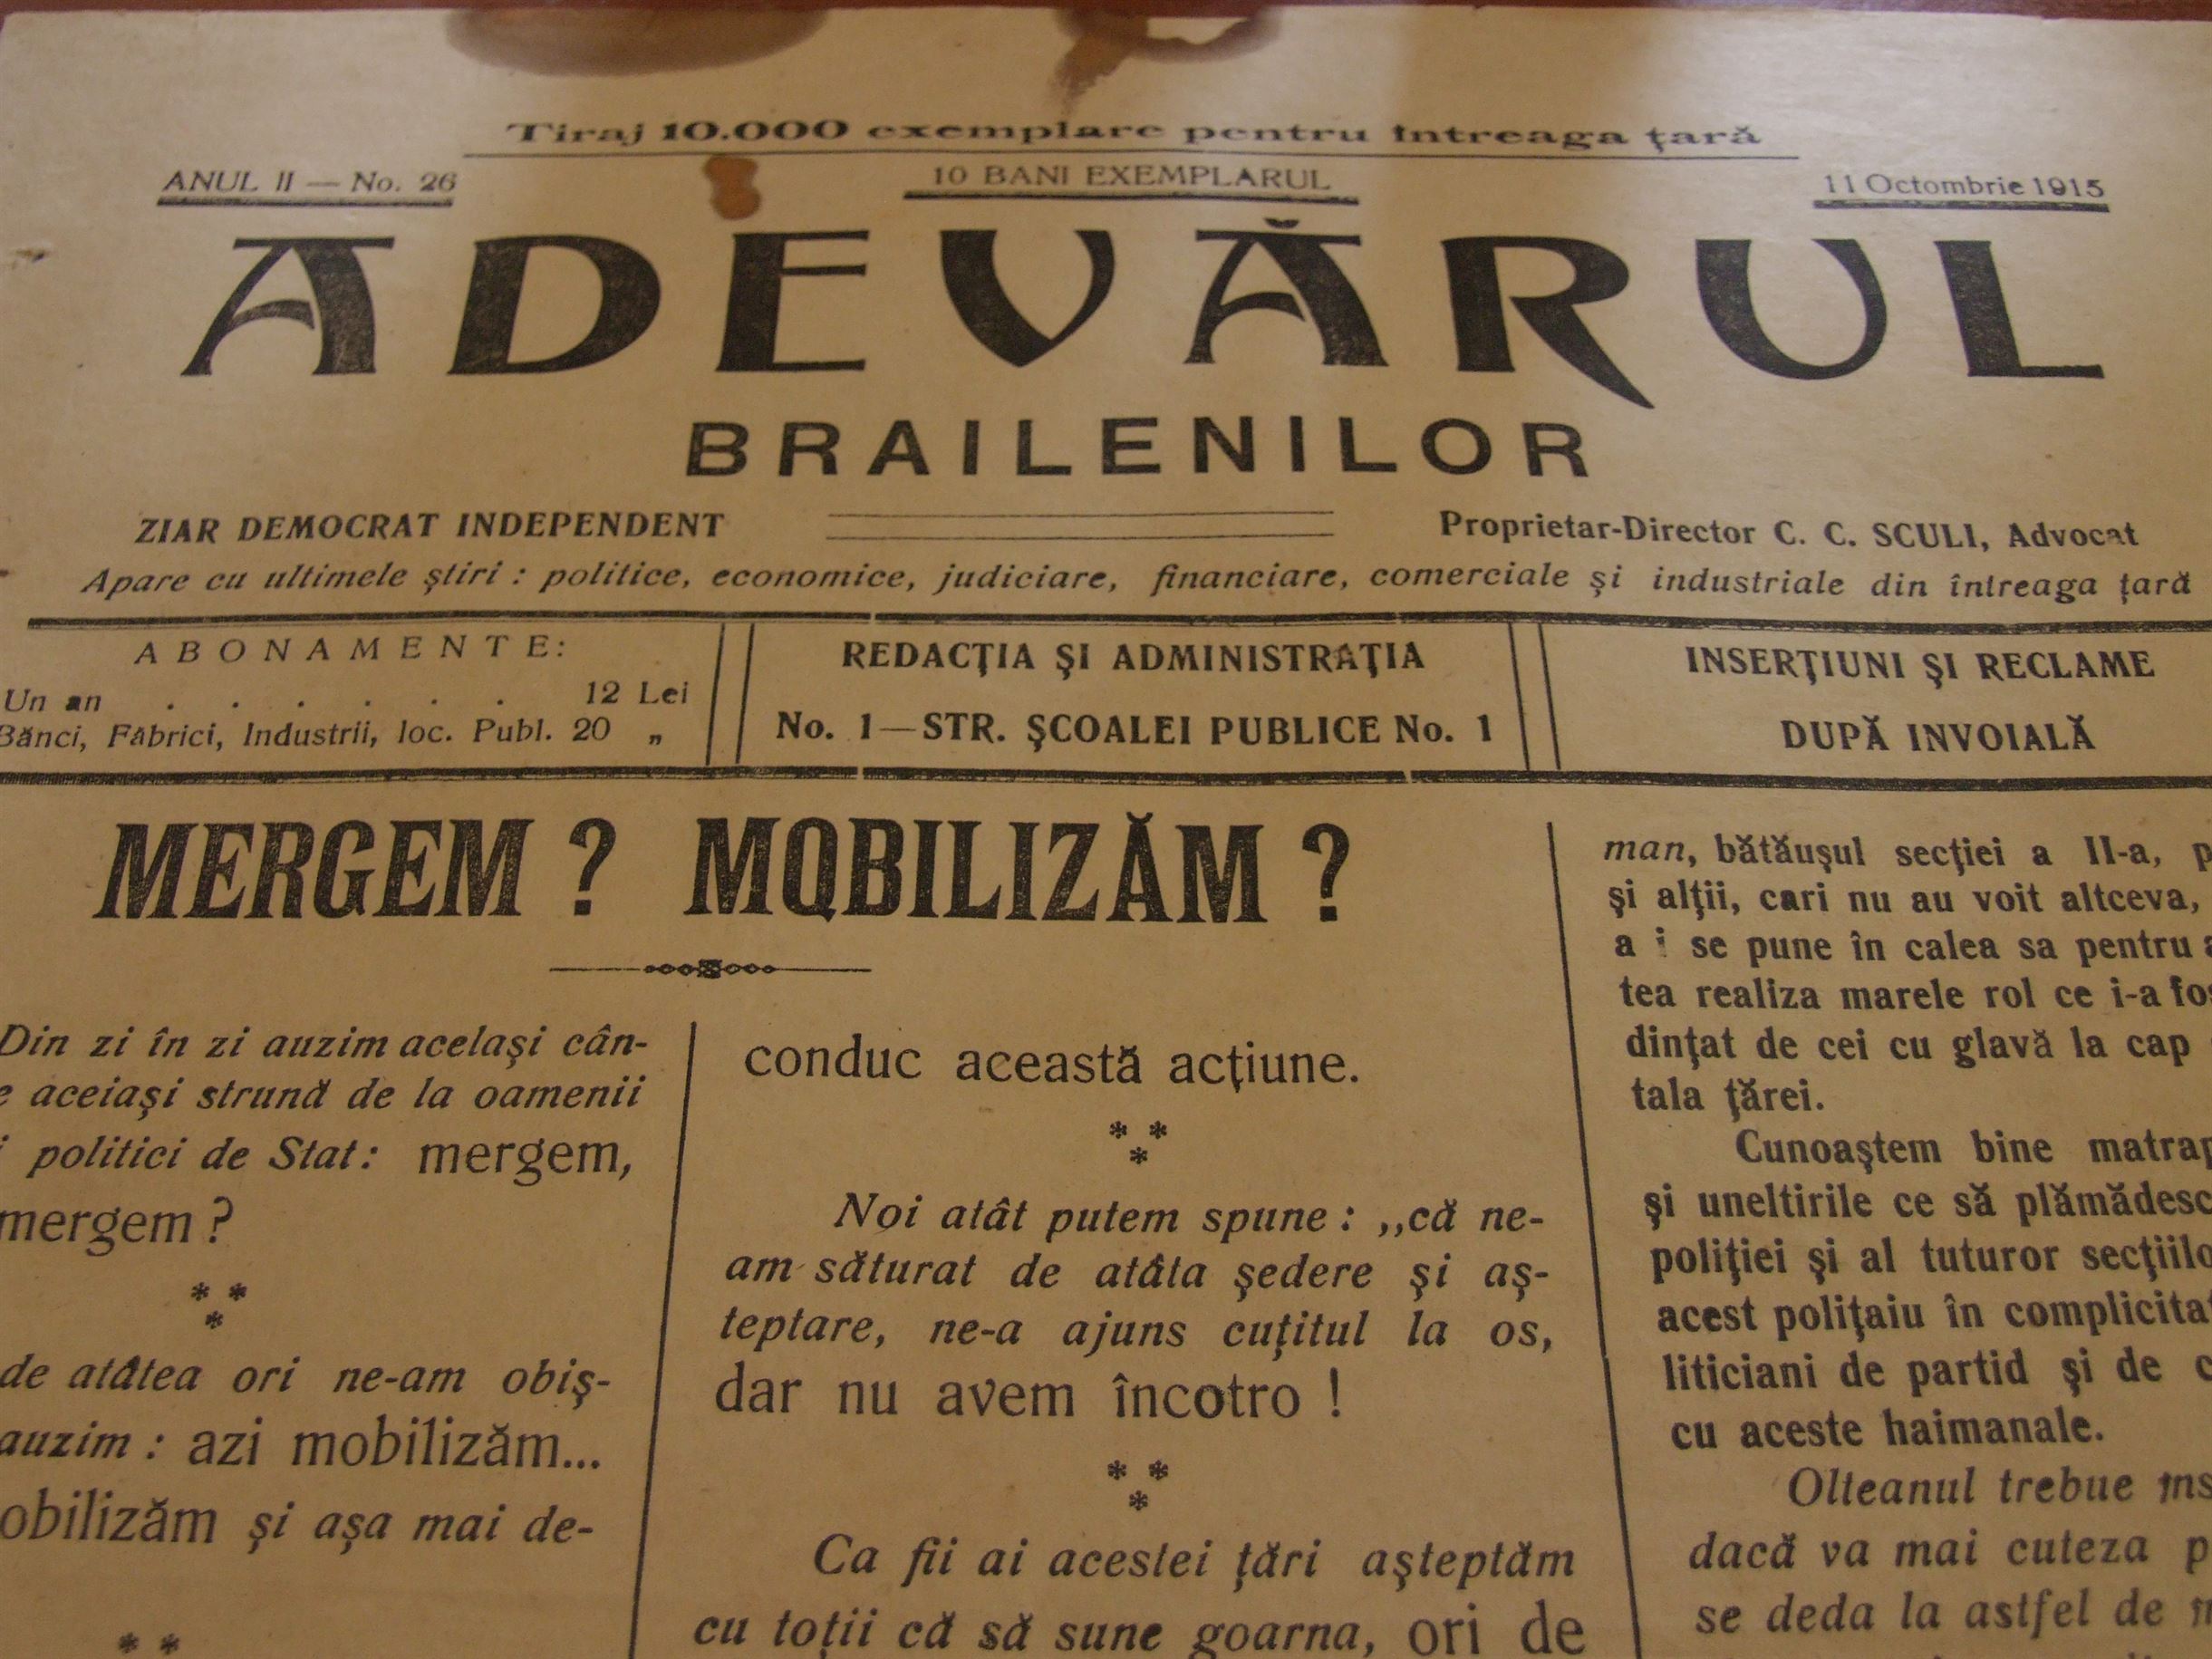 Tiraj 10.000 exemplare pentru întreaga ţară
ANUL II — No. 26
10 BANI EXEMPLARUL
11 Octombrie 1915
ADEVĂRUL
BRAILENILOR
ZIAR DEMOCRAT INDEPENDENT
Proprietar-Director C. C. SCULI, Advocat
Apare cu ultimele ştiri : politice, economice, judiciare, financiare, comerciale şi industriale din întreaga ţară
ABONAMENTE:
Un an . . . . . . 12 Lei
Bănci, Făbrici, Industrii, loc. Publ. 20 „
REDACŢIA ŞI ADMINISTRAŢIA
No. 1—STR. ŞCOALEI PUBLICE No. 1
INSERŢIUNI ŞI RECLAME
DUPĂ INVOIALĂ
MERGEM ? MQBILIZĂM ?
Din zi în zi auzim acelaşi cân-
e aceiaşi strună de la oamenii
i politici de Stat: mergem,
mergem ?
* *
*
de atâtea ori ne-am obiş-
auzim : azi mobilizăm...
obilizăm şi aşa mai de-
* *
conduc această acţiune.
* *
*
Noi atât putem spune : ,,că ne-
am săturat de atâta şedere şi aş-
teptare, ne-a ajuns cuţitul la os,
dar nu avem încotro !
* *
*
Ca fii ai acestei ţări aşteptăm
cu toţii că să sune goarna, ori de
man, bătăuşul secţiei a II-a, p
şi alţii, cari nu au voit altceva,
a i se pune în calea sa pentru a
tea realiza marele rol ce i-a fos
dinţat de cei cu glavă la cap
tala ţărei.
Cunoaştem bine matrap
şi uneltirile ce să plămădesc
poliţiei şi al tuturor secţiilo
acest poliţaiu în complicitat
liticiani de partid şi de c
cu aceste haimanale.
Olteanul trebue ins
dacă va mai cuteza p
se deda la astfel de